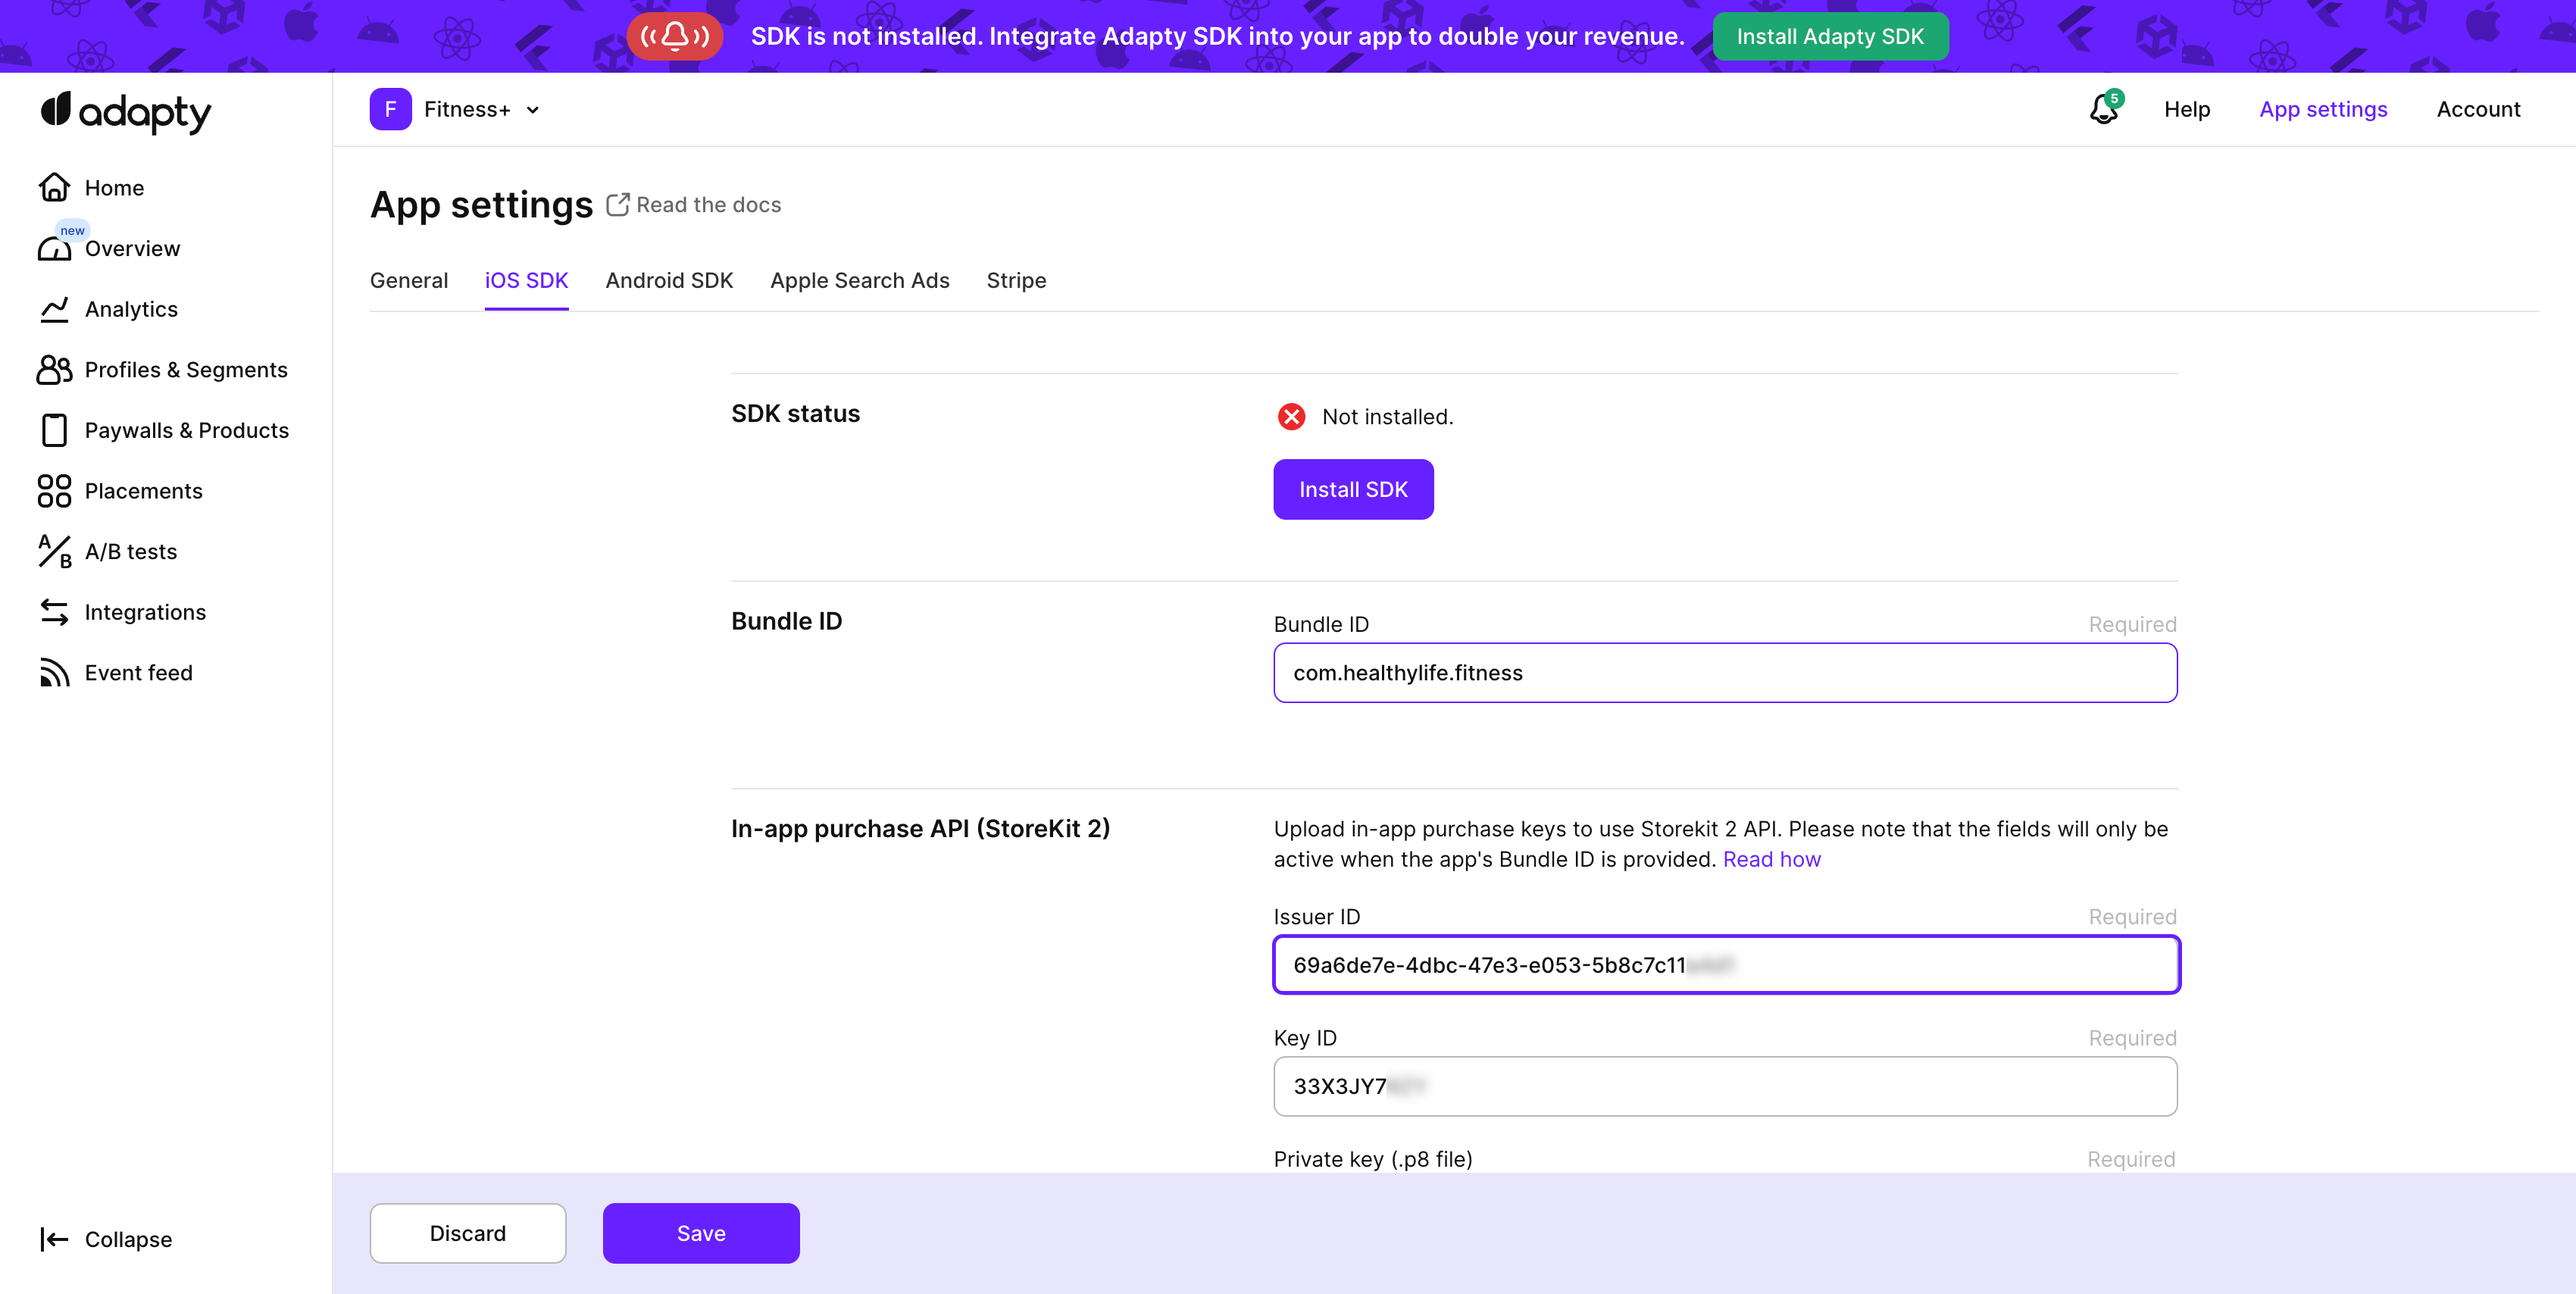 SDK is not installed. Integrate Adapty SDK into your app to double your revenue.
Install Adapty SDK
adapty
F
Fitness+
5
Help
App settings
Account
Home
new
Overview
Analytics
Profiles & Segments
Paywalls & Products
Placements
A/B tests
Integrations
Event feed
Collapse
App settings
Read the docs
General
iOS SDK
Android SDK
Apple Search Ads
Stripe
SDK status
Not installed.
Install SDK
Bundle ID
Bundle ID
Required
com.healthylife.fitness
In-app purchase API (StoreKit 2)
Upload in-app purchase keys to use Storekit 2 API. Please note that the fields will only be
active when the app's Bundle ID is provided. Read how
Issuer ID
Required
69a6de7e-4dbc-47e3-e053-5b8c7c11
Key ID
Required
33X3JY7
Private key (.p8 file)
Required
Discard
Save